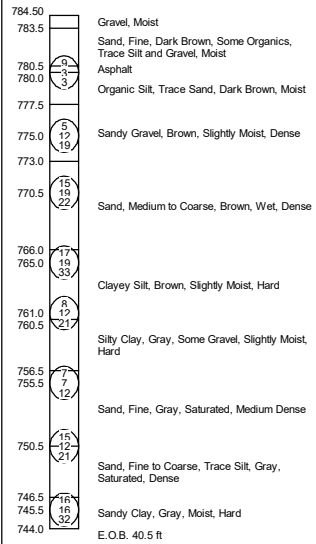 784.50
Gravel, Moist
783.5
Sand, Fine, Dark Brown, Some Organics,
Trace Silt and Gravel, Moist
780.5
9
Asphalt
3
780.0
3
Organic Silt, Trace Sand, Dark Brown, Moist
777.5
5
775.0
12
Sandy Gravel, Brown, Slightly Moist, Dense
19
773.0
15
770.5
19
22
Sand, Medium to Coarse, Brown, Wet, Dense
766.0
17
765.0
19
33
Clayey Silt, Brown, Slightly Moist, Hard
8
761.0
12
760.5
21
Silty Clay, Gray, Some Gravel, Slightly Moist,
Hard
756.5
7
755.5
7
12
Sand, Fine, Gray, Saturated, Medium Dense
15
750.5
12
21
Sand, Fine to Coarse, Trace Silt, Gray,
Saturated, Dense
746.5
16
745.5
16
Sandy Clay, Gray, Moist, Hard
32
744.0
E.O.B. 40.5 ft